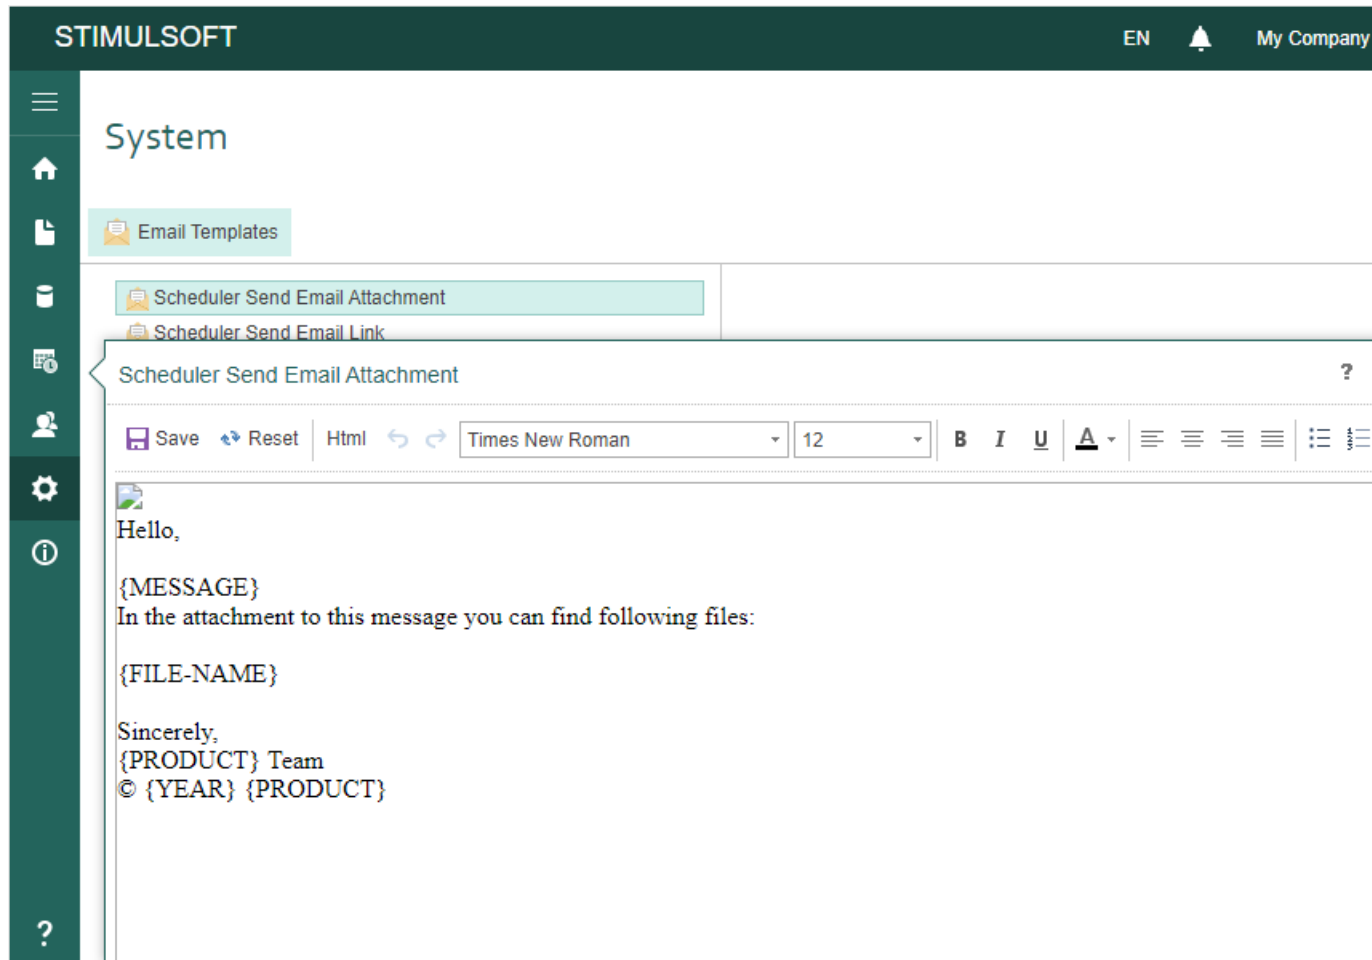 STIMULSOFT
EN
My Company
System
Email Templates
Scheduler Send Email Attachment
Scheduler Send Email Link
Scheduler Send Email Attachment
?
Save Reset Html Times New Roman 12 B I U A
Hello,
{MESSAGE}
In the attachment to this message you can find following files:
{FILE-NAME}
Sincerely,
{PRODUCT} Team
© {YEAR} {PRODUCT}
?